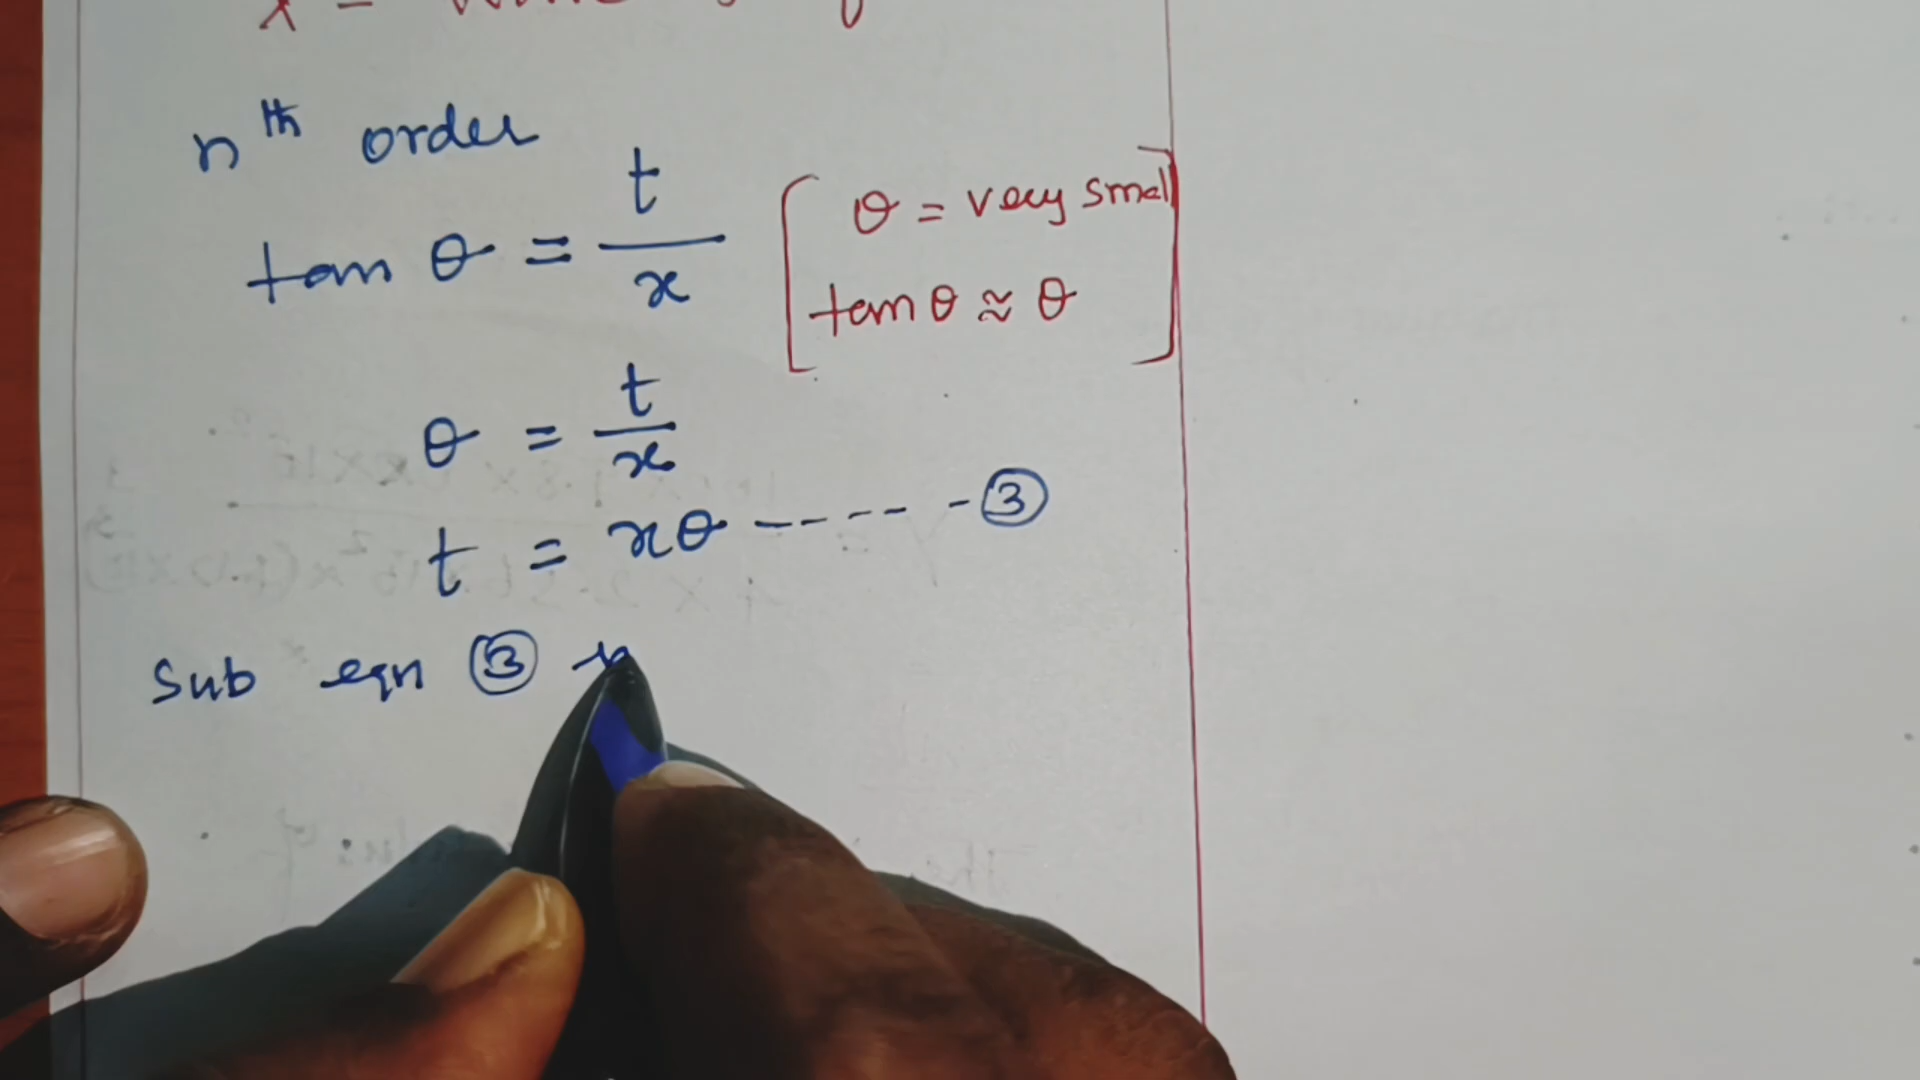 λ =
nth order
tan θ = t/x [θ = very small
tan θ ≈ θ]
θ = t/x
t = xθ ----- ③
Sub eqn ③